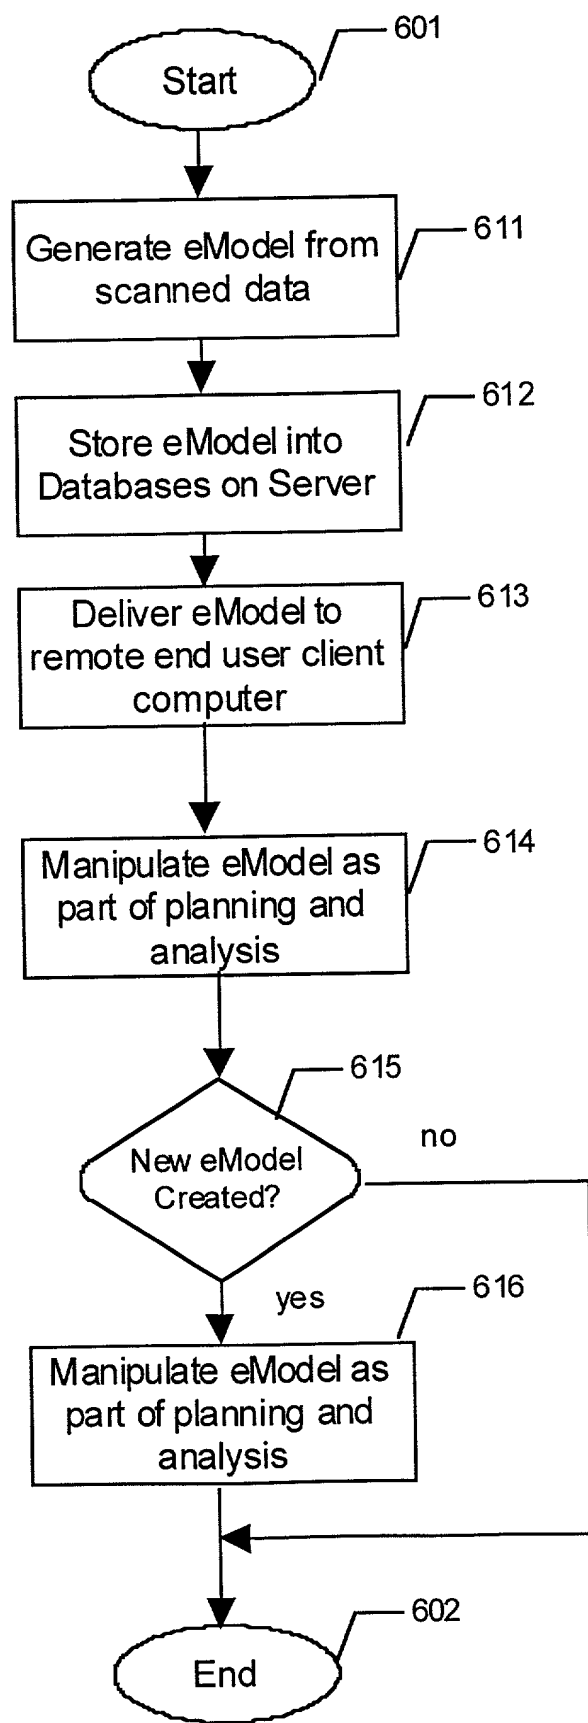 601
Start
611
Generate eModel from
scanned data
612
Store eModel into
Databases on Server
613
Deliver eModel to
remote end user client
computer
614
Manipulate eModel as
part of planning and
analysis
615
New eModel
Created?
no
yes
616
Manipulate eModel as
part of planning and
analysis
602
End